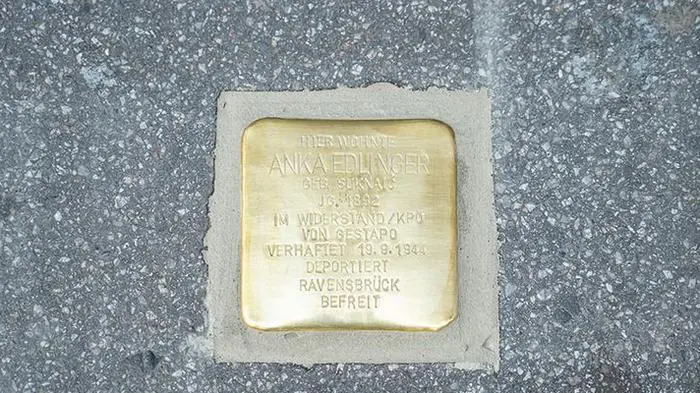 HIER WOHNTE
ANKA EDLINGER
GEB. SUKNAIĆ
JG. 1892
IM WIDERSTAND/KPÖ
VON GESTAPO
VERHAFTET 19.9.1944
DEPORTIERT
RAVENSBRÜCK
BEFREIT